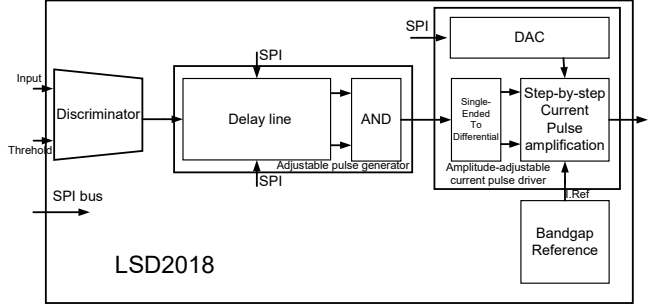 SPI
DAC
SPI
Input
Discriminator
Threhold
Delay line
AND
Single-
Ended
To
Differential
Step-by-step
Current
Pulse
amplification
Adjustable pulse generator
SPI
Amplitude-adjustable
current pulse driver
I.Ref
SPI bus
Bandgap
Reference
LSD2018